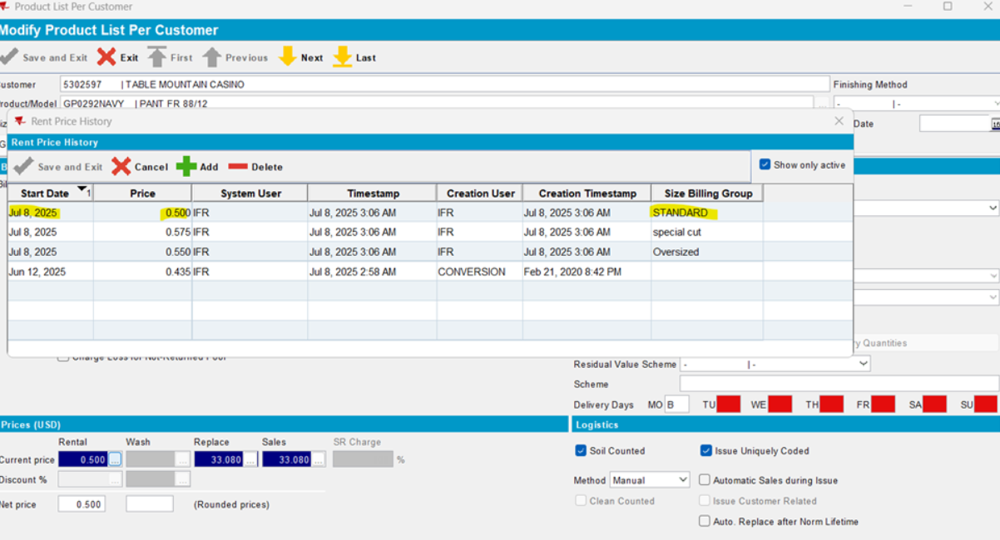 Product List Per Customer
Modify Product List Per Customer
Save and Exit Exit First Previous Next Last
ustomer 5302597 | TABLE MOUNTAIN CASINO Finishing Method
roduct/Model GP0292NAVY | PANT FR 88/12 ... - | -
Rent Price History Date
Rent Price History
Save and Exit Cancel Add Delete Show only active
Start Date 1 Price System User Timestamp Creation User Creation Timestamp Size Billing Group
Jul 8, 2025 0.500 IFR Jul 8, 2025 3:06 AM IFR Jul 8, 2025 3:06 AM STANDARD
Jul 8, 2025 0.575 IFR Jul 8, 2025 3:06 AM IFR Jul 8, 2025 3:06 AM special cut
Jul 8, 2025 0.550 IFR Jul 8, 2025 3:06 AM IFR Jul 8, 2025 3:06 AM Oversized
Jun 12, 2025 0.435 IFR Jul 8, 2025 2:58 AM CONVERSION Feb 21, 2020 8:42 PM
ry Quantities
Residual Value Scheme - | -
Scheme
Delivery Days MO B TU WE TH FR SA SU
Prices (USD) Logistics
Rental Wash Replace Sales SR Charge
Current price 0.500 ... ... 33.080 ... 33.080 ... % Soil Counted Issue Uniquely Coded
Discount % ... ... Method Manual Automatic Sales during Issue
Net price 0.500 (Rounded prices) Clean Counted Issue Customer Related
Auto. Replace after Norm Lifetime